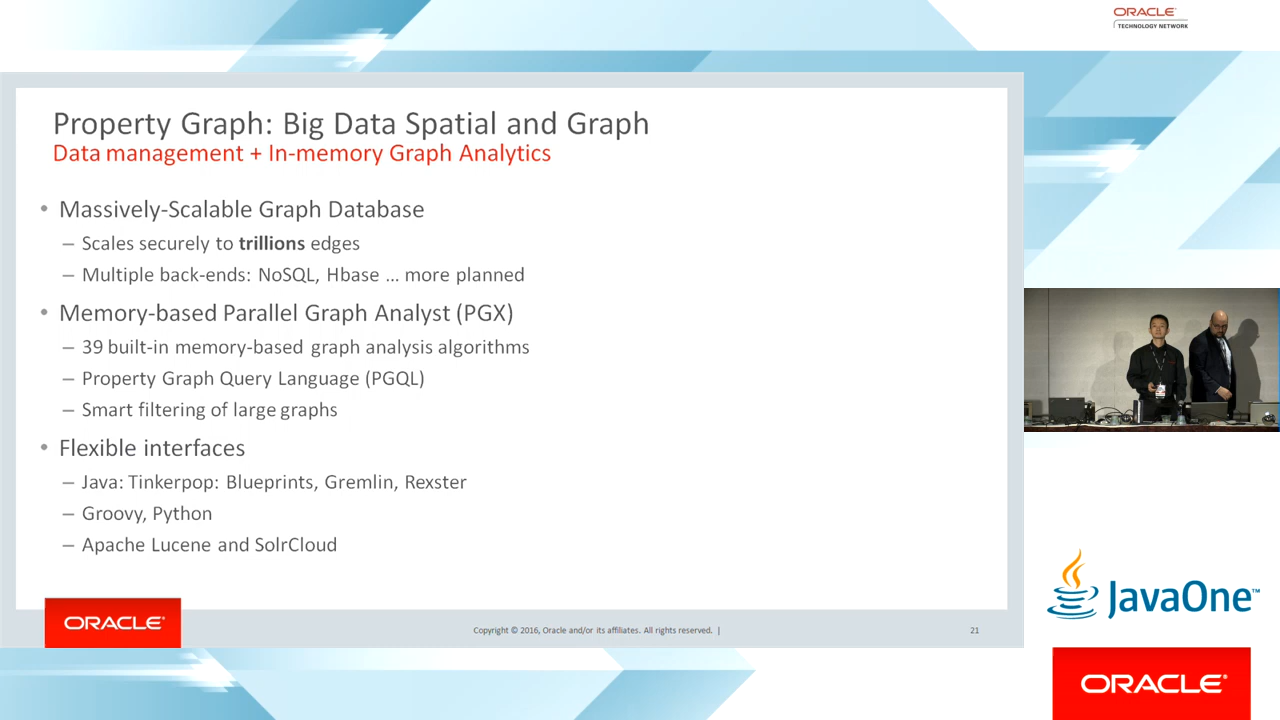 ORACLE
TECHNOLOGY NETWORK
Property Graph: Big Data Spatial and Graph
Data management + In-memory Graph Analytics
• Massively-Scalable Graph Database
– Scales securely to trillions edges
– Multiple back-ends: NoSQL, Hbase ... more planned
• Memory-based Parallel Graph Analyst (PGX)
– 39 built-in memory-based graph analysis algorithms
– Property Graph Query Language (PGQL)
– Smart filtering of large graphs
• Flexible interfaces
– Java: Tinkerpop: Blueprints, Gremlin, Rexster
– Groovy, Python
– Apache Lucene and SolrCloud
ORACLE®
Copyright © 2016, Oracle and/or its affiliates. All rights reserved. |
21
JavaOne™
ORACLE®